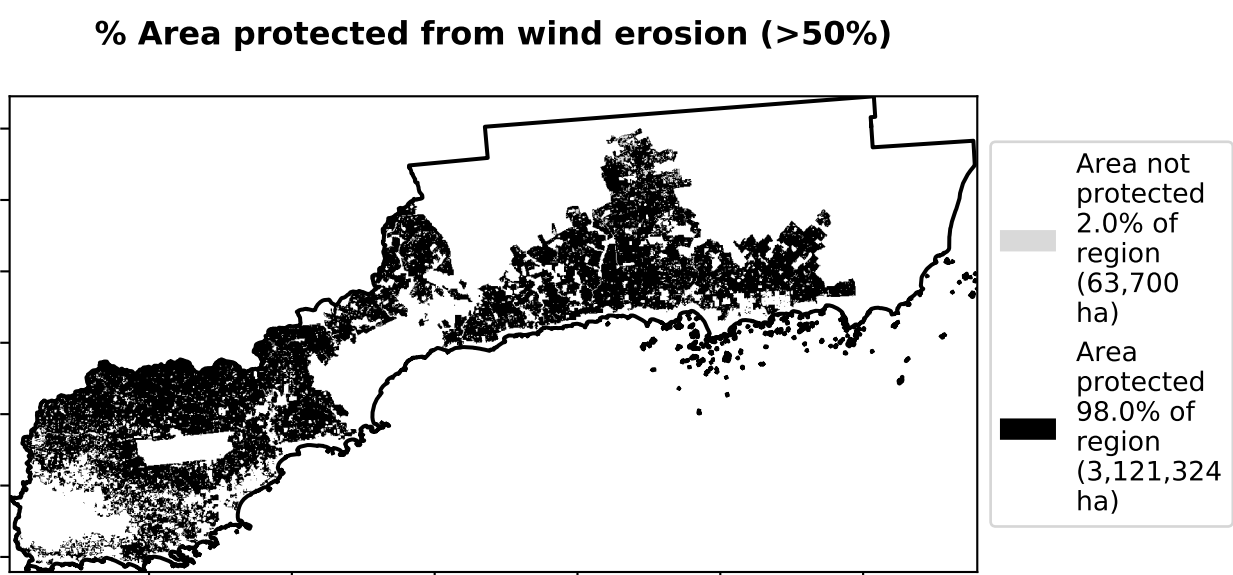 % Area protected from wind erosion (>50%)
Area not
protected
2.0% of
region
(63,700
ha)
Area
protected
98.0% of
region
(3,121,324
ha)